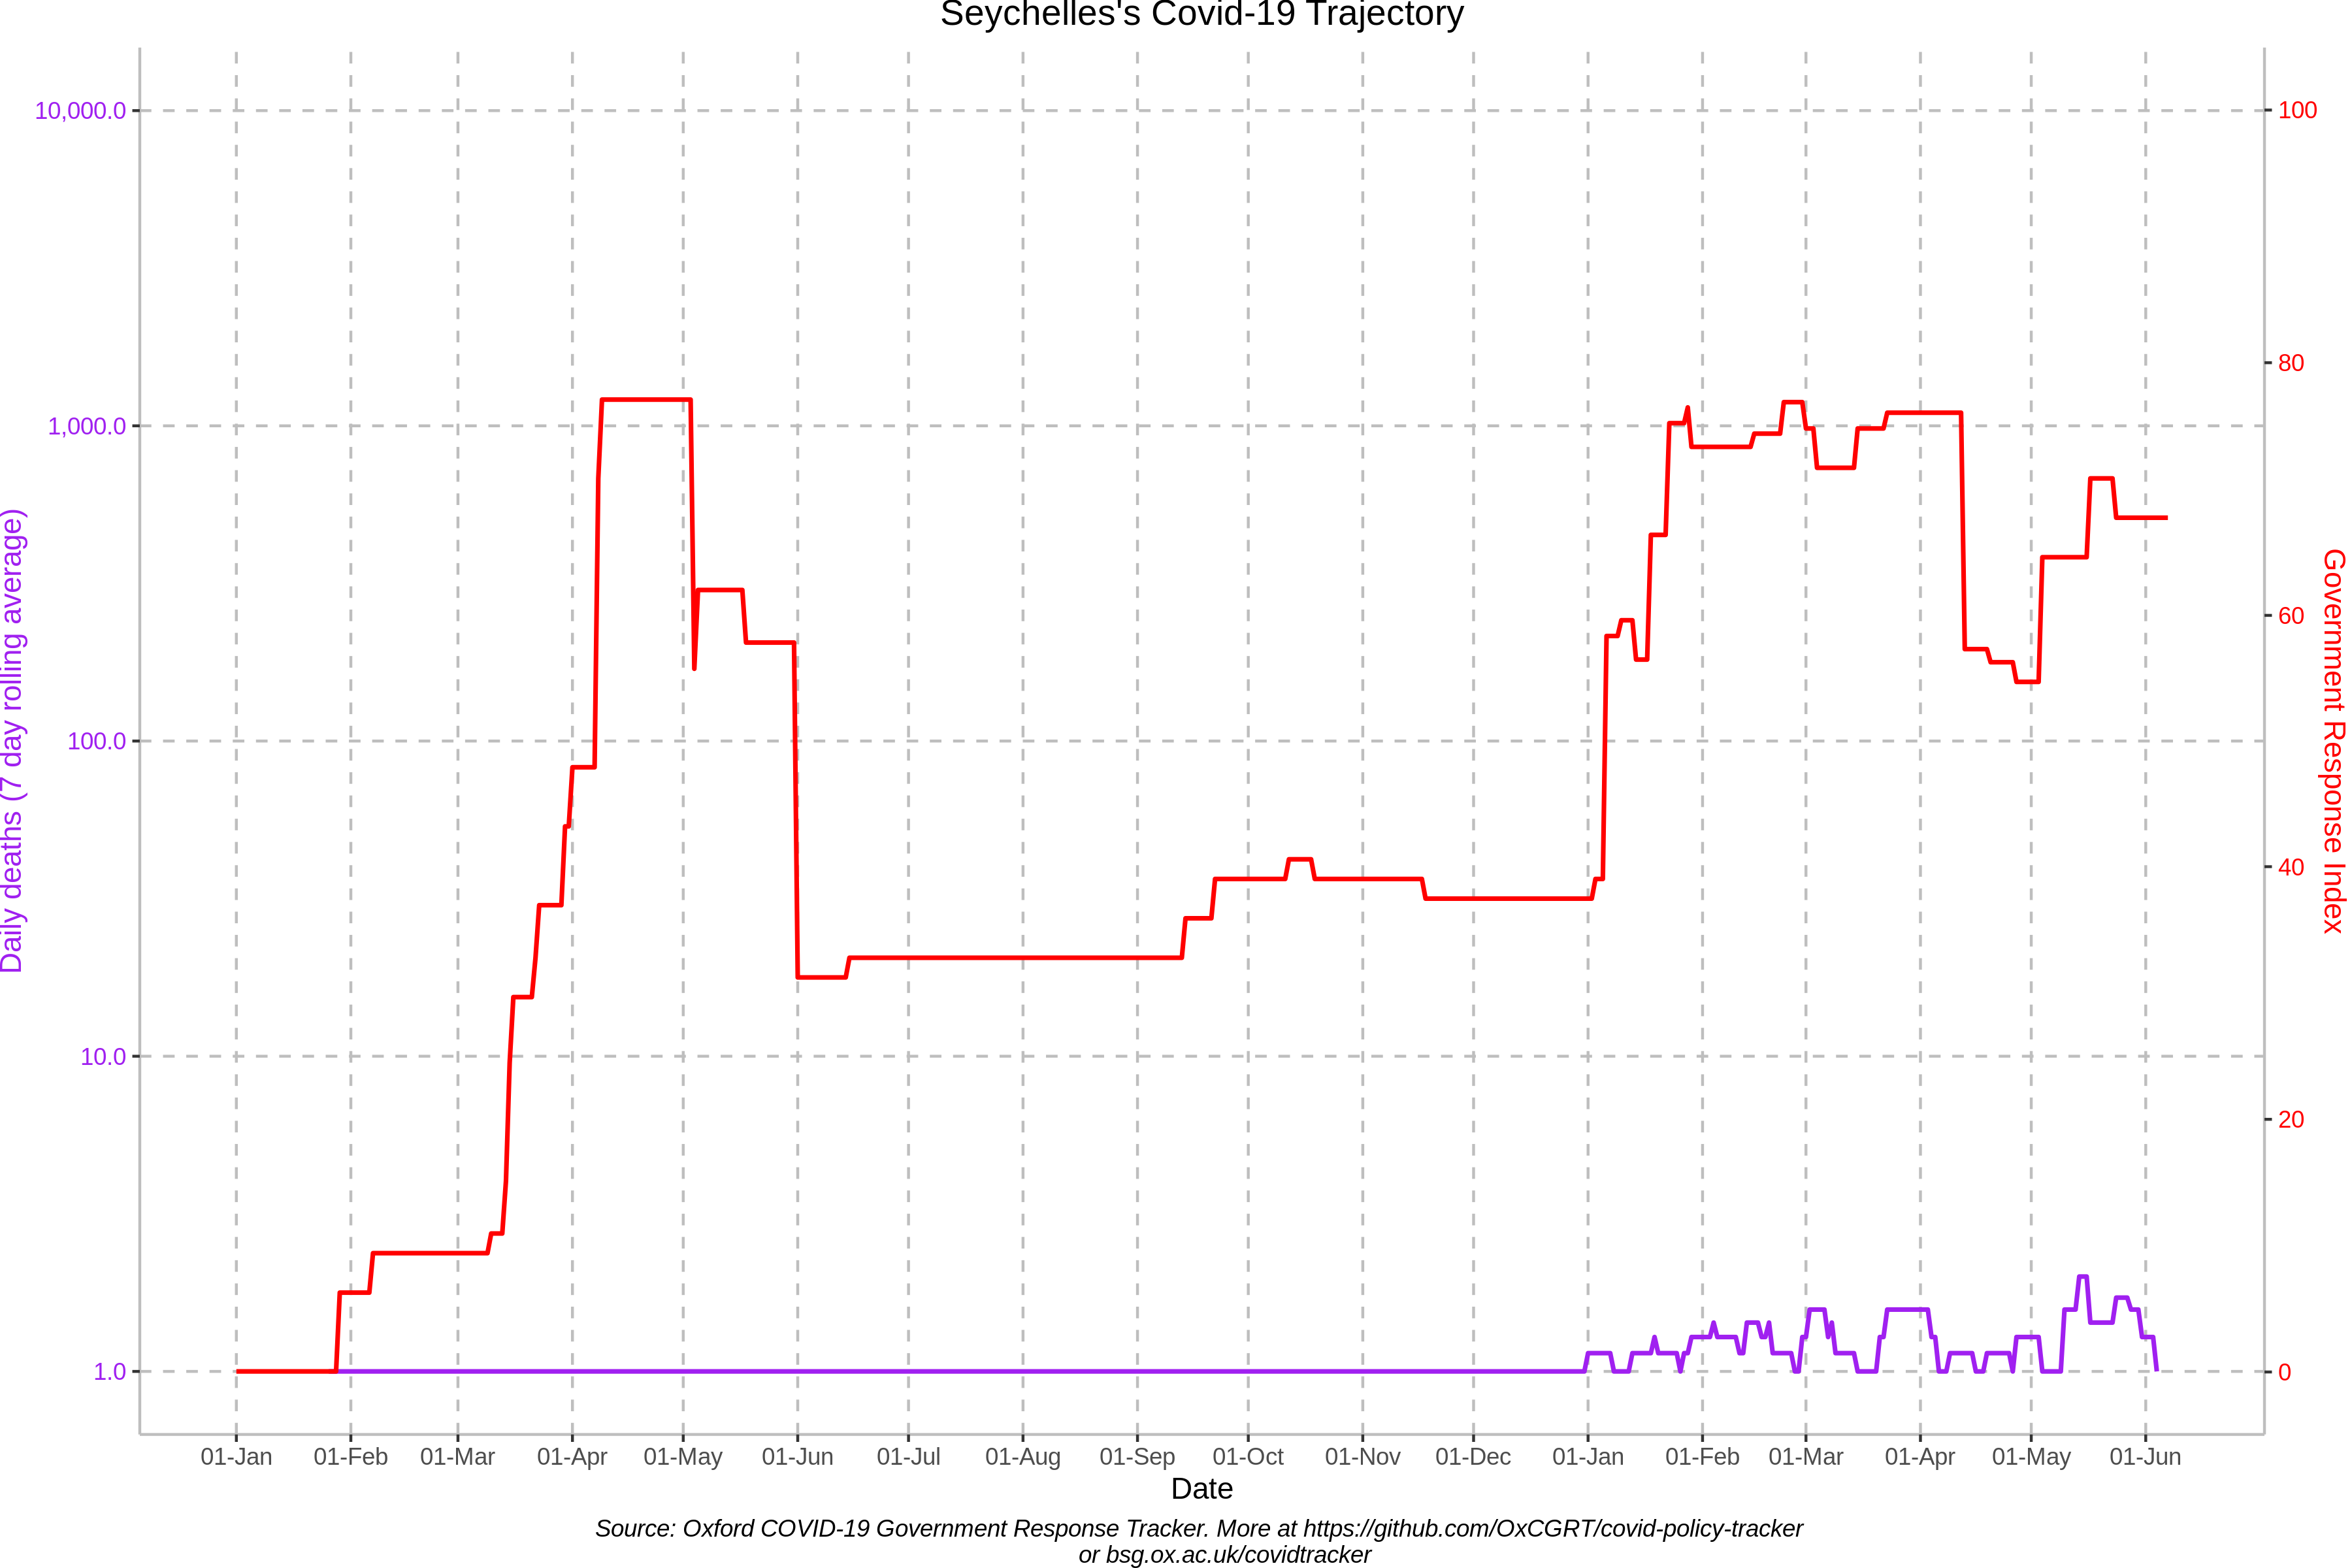 Seychelles's Covid-19 Trajectory
10,000.0
1,000.0
100.0
10.0
1.0
Daily deaths (7 day rolling average)
100
80
60
40
20
0
Government Response Index
01-Jan 01-Feb 01-Mar 01-Apr 01-May 01-Jun 01-Jul 01-Aug 01-Sep 01-Oct 01-Nov 01-Dec 01-Jan 01-Feb 01-Mar 01-Apr 01-May 01-Jun
Date
Source: Oxford COVID-19 Government Response Tracker. More at https://github.com/OxCGRT/covid-policy-tracker
or bsg.ox.ac.uk/covidtracker